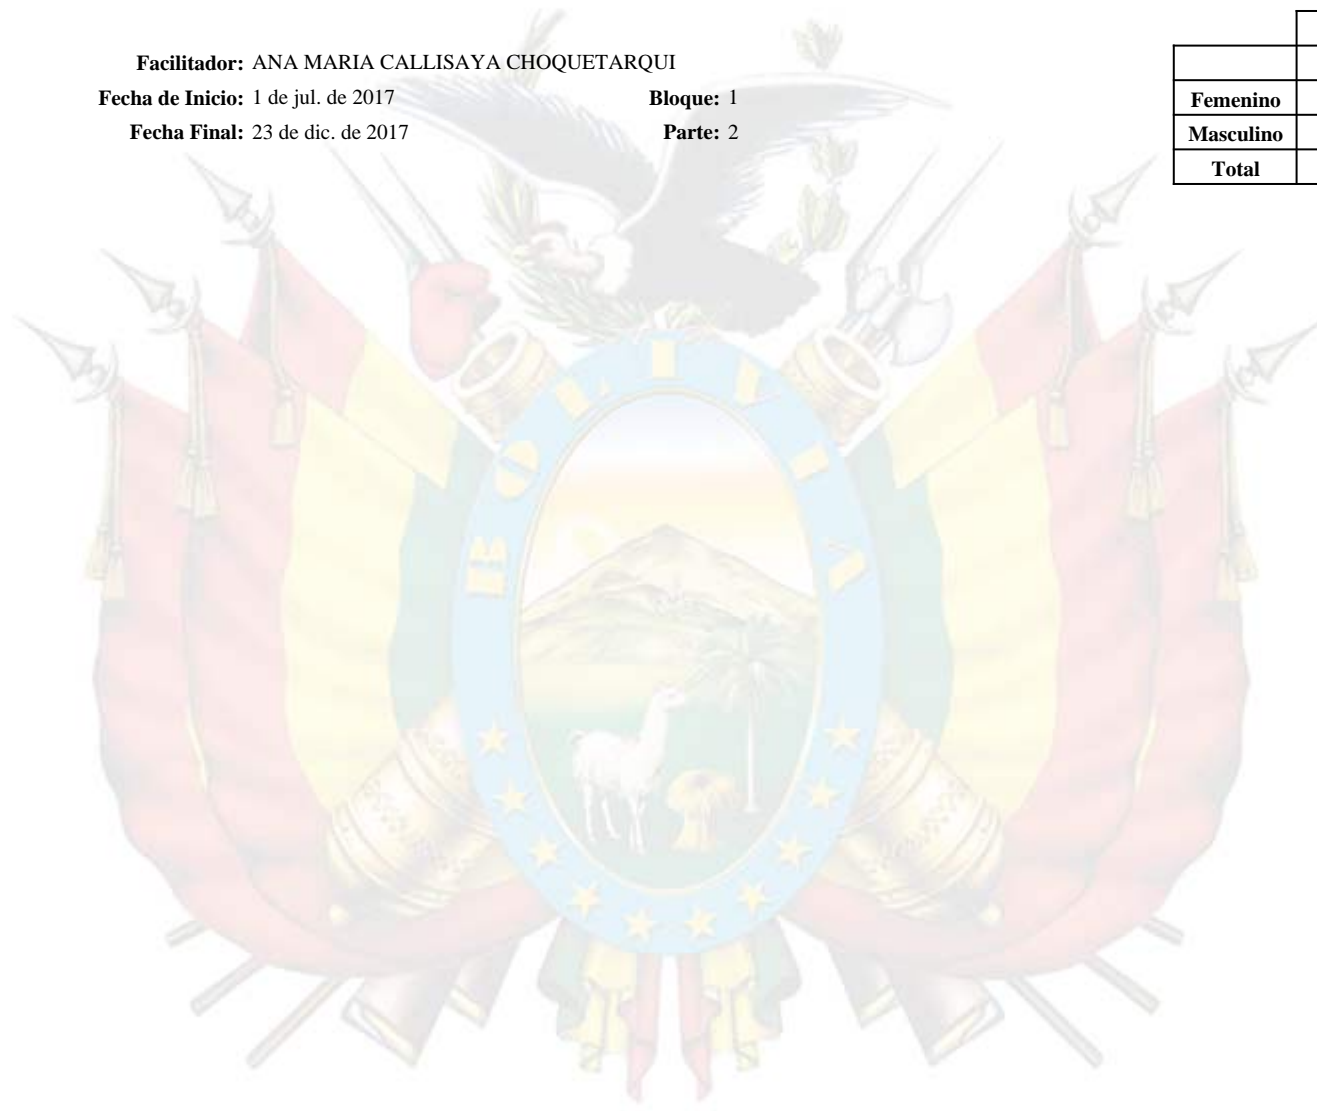 Facilitador: ANA MARIA CALLISAYA CHOQUETARQUI
Fecha de Inicio: 1 de jul. de 2017 Bloque: 1
Fecha Final: 23 de dic. de 2017 Parte: 2
Femenino
Masculino
Total
BOLIVIA